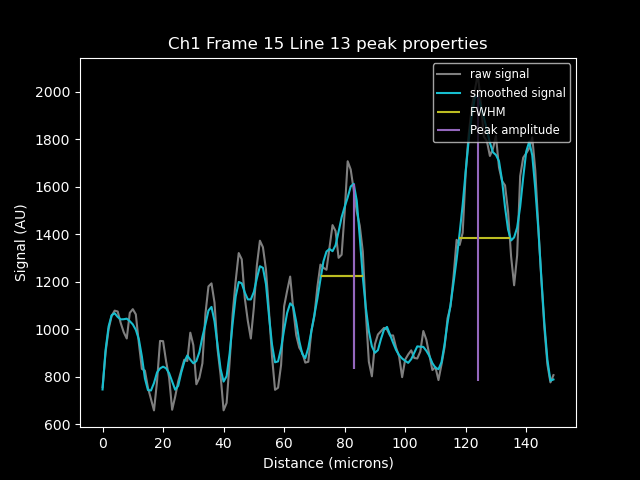 Ch1 Frame 15 Line 13 peak properties
raw signal
smoothed signal
FWHM
Peak amplitude
2000
1800
1600
1400
1200
1000
800
600
Signal (AU)
0 20 40 60 80 100 120 140
Distance (microns)